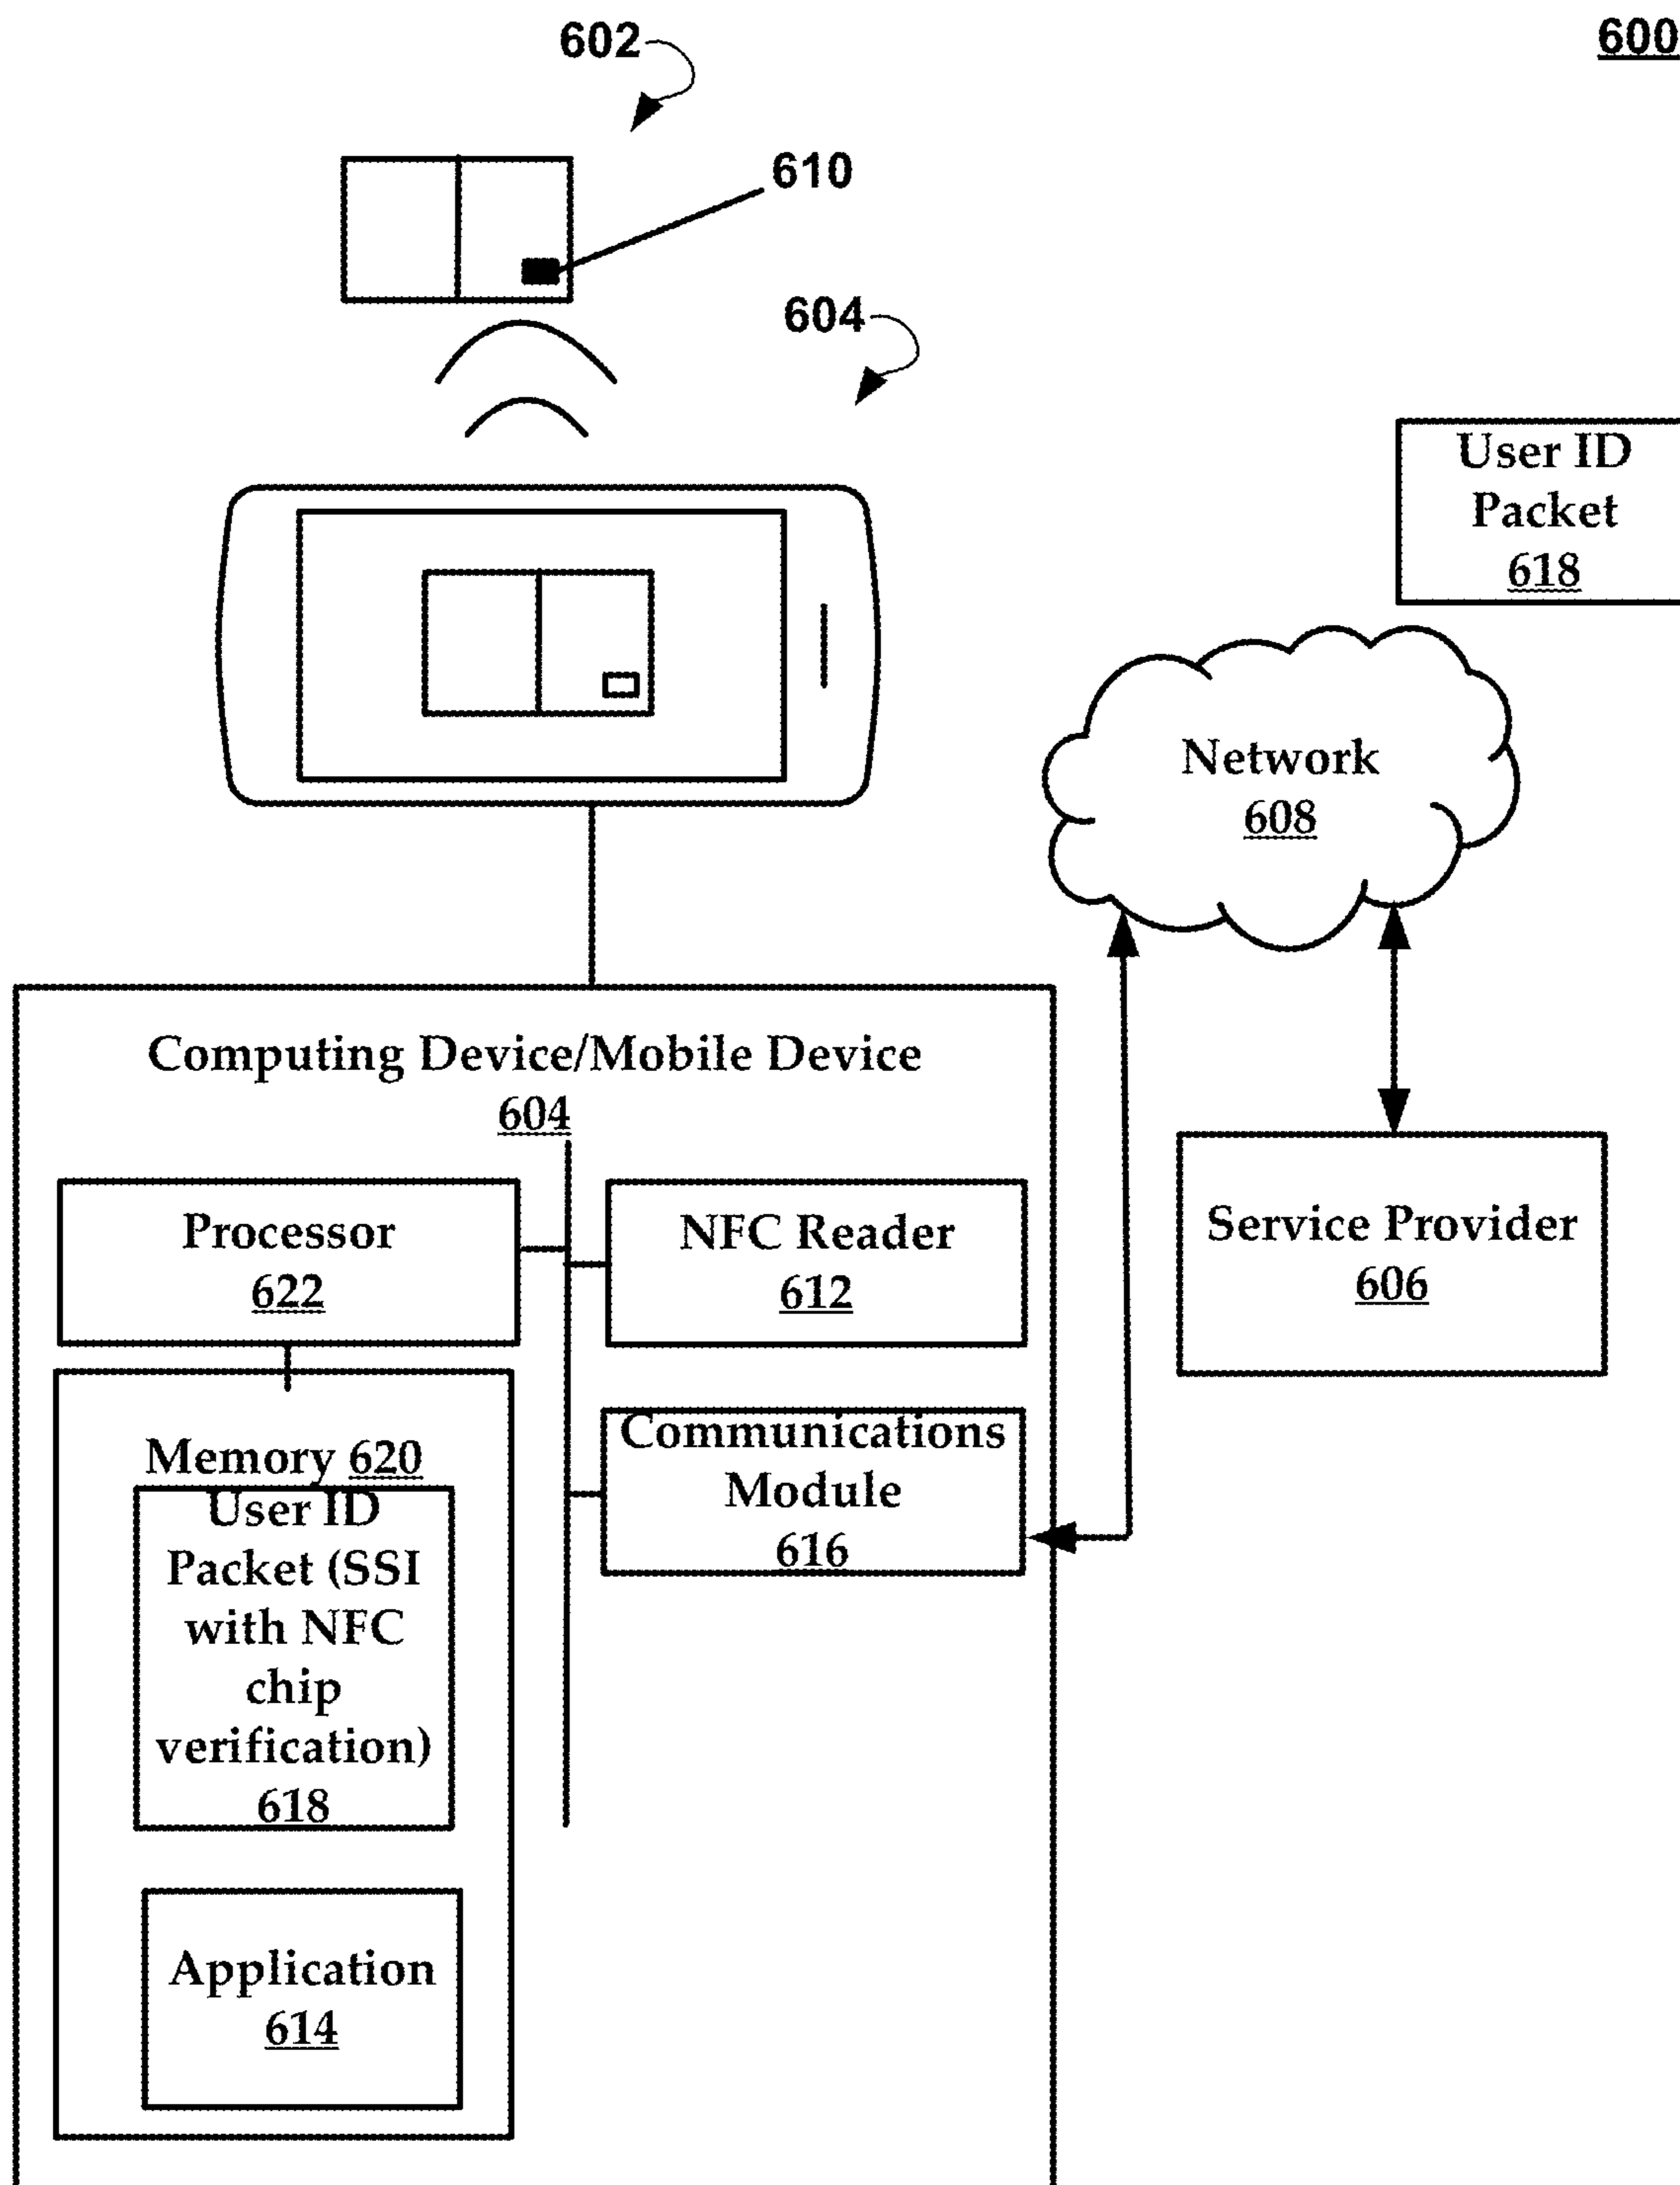 602
600
610
604
User ID
Packet
618
Network
608
Computing Device/Mobile Device
604
Processor
622
NFC Reader
612
Service Provider
606
Communications
Module
616
Memory 620
User ID
Packet (SSI
with NFC
chip
verification)
618
Application
614